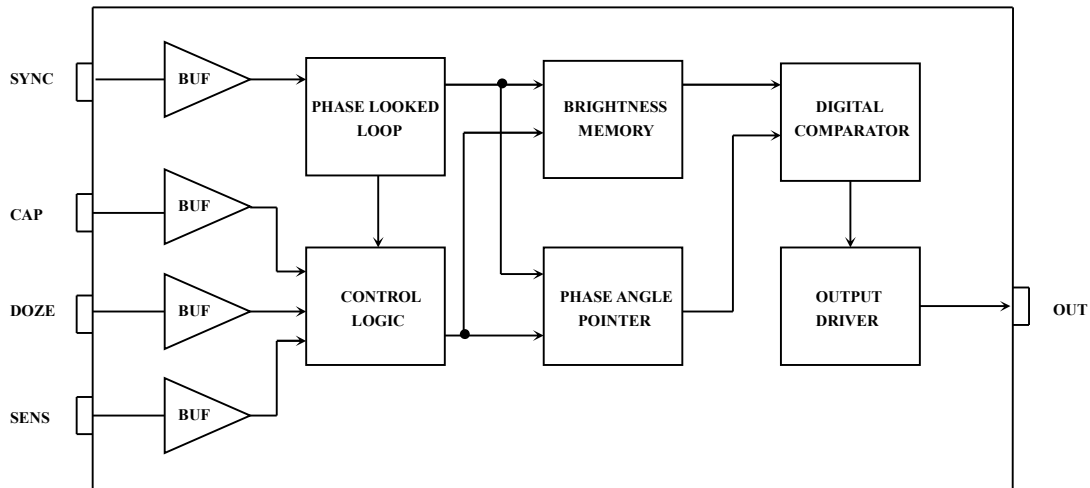 SYNC
BUF
PHASE LOOKED
LOOP
BRIGHTNESS
MEMORY
DIGITAL
COMPARATOR
CAP
BUF
DOZE
BUF
CONTROL
LOGIC
PHASE ANGLE
POINTER
OUTPUT
DRIVER
OUT
SENS
BUF